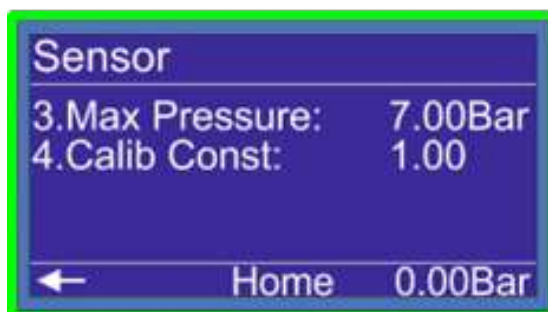 Sensor
3.Max Pressure: 7.00Bar
4.Calib Const: 1.00
Home 0.00Bar